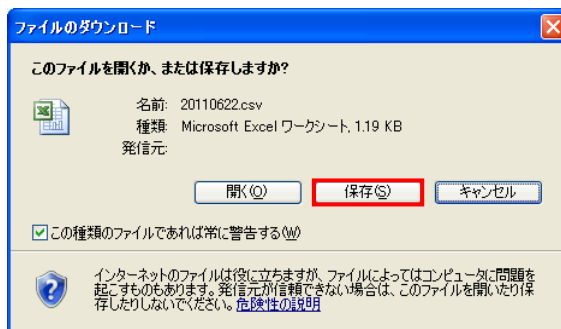 ファイルのダウンロード
このファイルを開くか、または保存しますか?
名前: 20110622.csv
種類: Microsoft Excel ワークシート, 1.19 KB
発信元:
開く(O) 保存(S) キャンセル
この種類のファイルであれば常に警告する(W)
インターネットのファイルは役に立ちますが、ファイルによってはコンピュータに問題を
起こすものもあります。発信元が信頼できない場合は、このファイルを開いたり保
存したりしないでください。危険性の説明